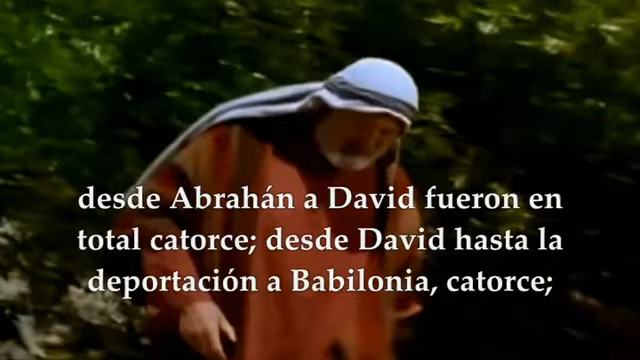 desde Abrahán a David fueron en
total catorce; desde David hasta la
deportación a Babilonia, catorce;